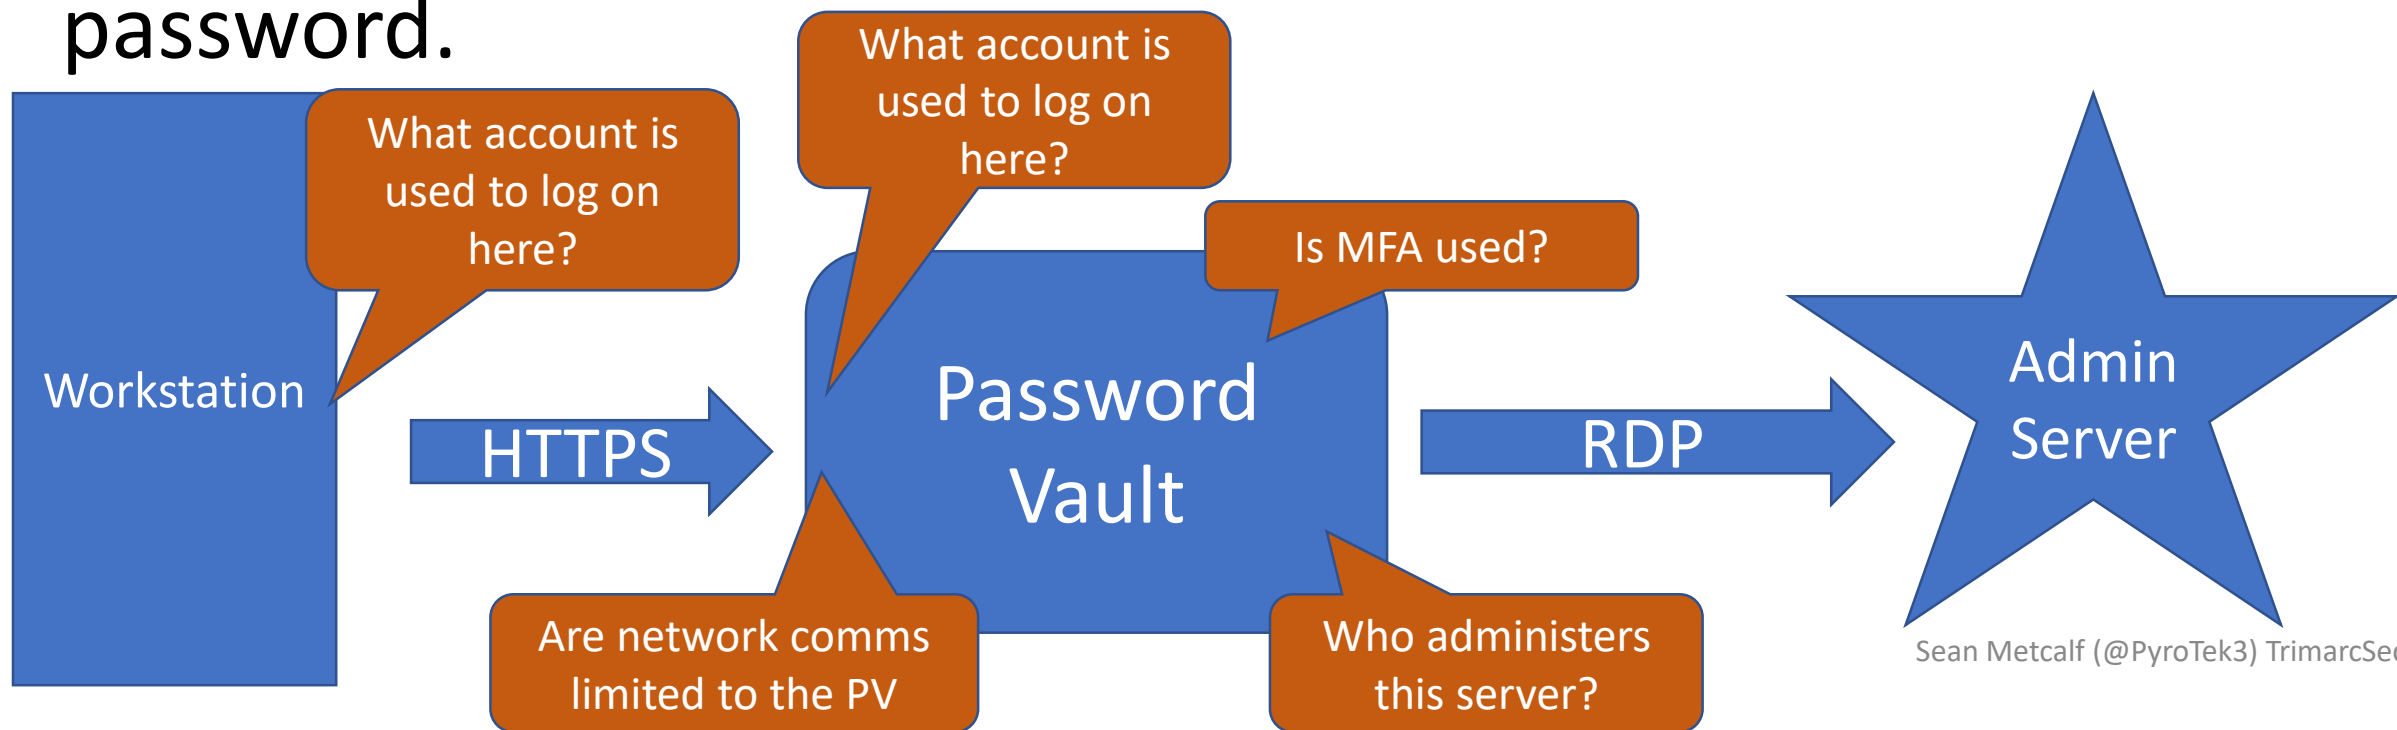 password.
What account is
used to log on
here?
What account is
used to log on
here?
Is MFA used?
Workstation
HTTPS
Password
Vault
RDP
Admin
Server
Are network comms
limited to the PV
Who administers
this server?
Sean Metcalf (@PyroTek3) TrimarcSec